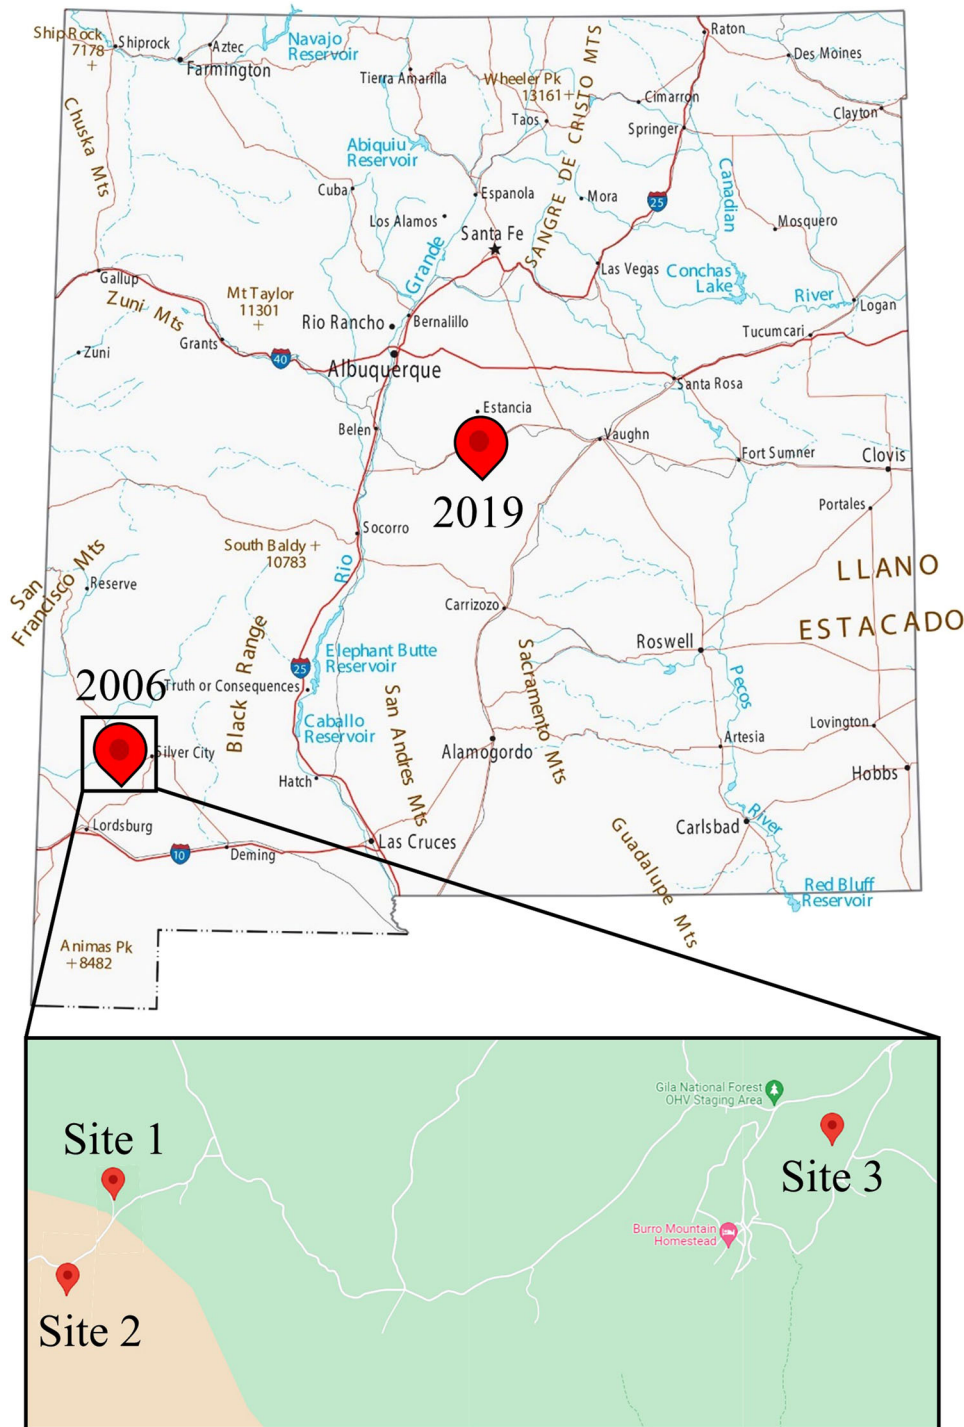 Raton
Ship Rock
7178
+
Shiprock
Aztec
Farmington
Navajo
Reservoir
Tierra Amarilla
Wheeler Pk
13161+
Des Moines
Cimarron
Clayton
Taos
Springer
Chuska Mts
Abiquiu
Reservoir
SANGRE DE CRISTO MTS
Canadian
Cuba
Espanola
Mora
25
Los Alamos
Santa Fe
Mosquero
Grande
Las Vegas
Conchas
Lake
River
Logan
Gallup
Zuni Mts
Mt Taylor
11301
+
Rio Rancho
Bernalillo
Tucumcari
Grants
Zuni
40
Albuquerque
Santa Rosa
Estancia
Belen
Vaughn
Fort Sumner
Clovis
2019
Portales
Socorro
South Baldy +
10783
Rio
LLANO
ESTACADO
San
Francisco Mts
Reserve
Carrizozo
Black Range
Sacramento Mts
Roswell
Elephant Butte
Reservoir
25
2006
Truth or Consequences
San Andres Mts
Pecos
Caballo
Reservoir
Lovington
Artesia
Silver City
Alamogordo
Hatch
Hobbs
Lordsburg
Las Cruces
Carlsbad
River
10
Deming
Guadalupe Mts
Red Bluff
Reservoir
Animas Pk
+8482
Gila National Forest
OHV Staging Area
Site 1
Site 3
Burro Mountain
Homestead
Site 2